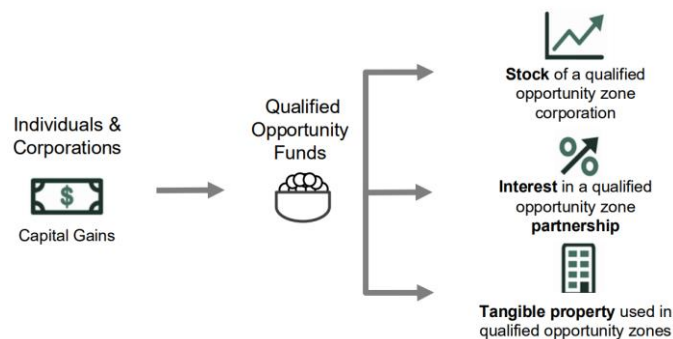 Individuals &
Corporations
$
Capital Gains
Qualified
Opportunity
Funds
Stock of a qualified
opportunity zone
corporation
%
Interest in a qualified
opportunity zone
partnership
Tangible property used in
qualified opportunity zones